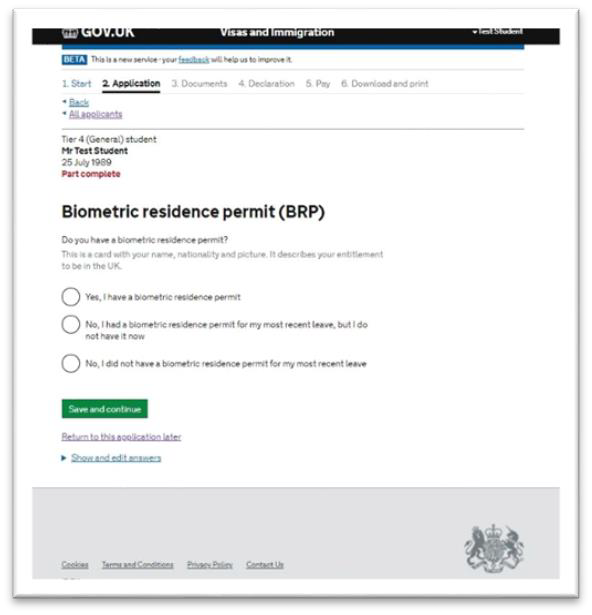 GOV.UK Visas and Immigration Test Student
BETA This is a new service - your feedback will help us to improve it.
1. Start 2. Application 3. Documents 4. Declaration 5. Pay 6. Download and print
Back
All applicants
Tier 4 (General) student
Mr Test Student
25 July 1989
Part complete
Biometric residence permit (BRP)
Do you have a biometric residence permit?
This is a card with your name, nationality and picture. It describes your entitlement
to be in the UK.
Yes, I have a biometric residence permit
No, I had a biometric residence permit for my most recent leave, but I do
not have it now
No, I did not have a biometric residence permit for my most recent leave
Save and continue
Return to this application later
Show and edit answers
Cookies Terms and Conditions Privacy Policy Contact Us